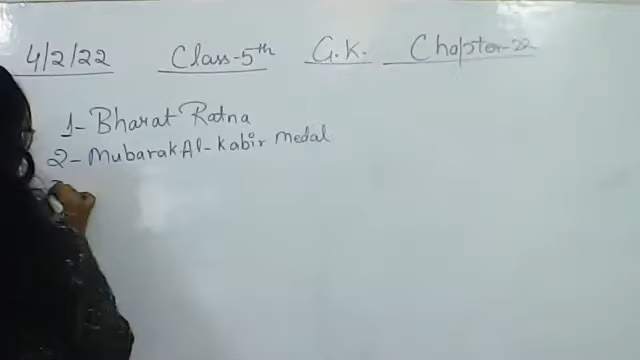 4/2/22 Class-5th G.K. Chapter-22
1- Bharat Ratna
2- Mubarak Al-Kabir Medal